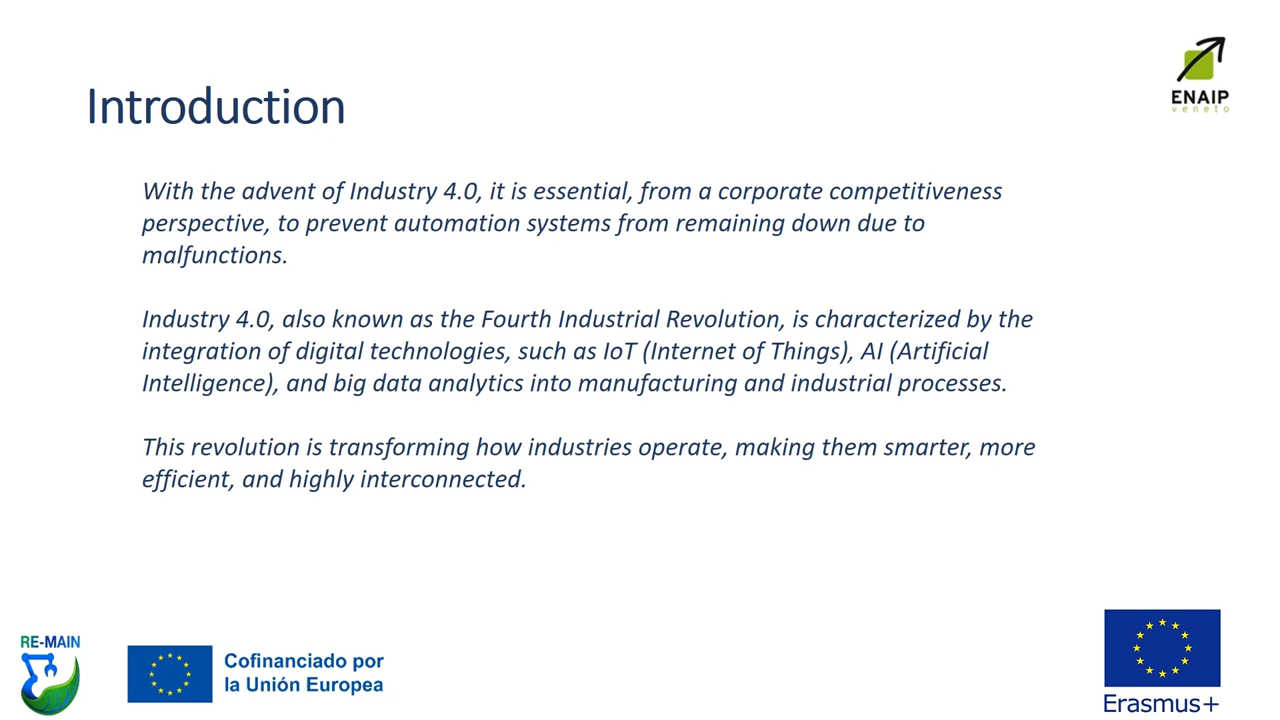 Introduction
ENAIP
veneto
With the advent of Industry 4.0, it is essential, from a corporate competitiveness
perspective, to prevent automation systems from remaining down due to
malfunctions.
Industry 4.0, also known as the Fourth Industrial Revolution, is characterized by the
integration of digital technologies, such as IoT (Internet of Things), AI (Artificial
Intelligence), and big data analytics into manufacturing and industrial processes.
This revolution is transforming how industries operate, making them smarter, more
efficient, and highly interconnected.
RE-MAIN
Cofinanciado por
la Unión Europea
Erasmus+